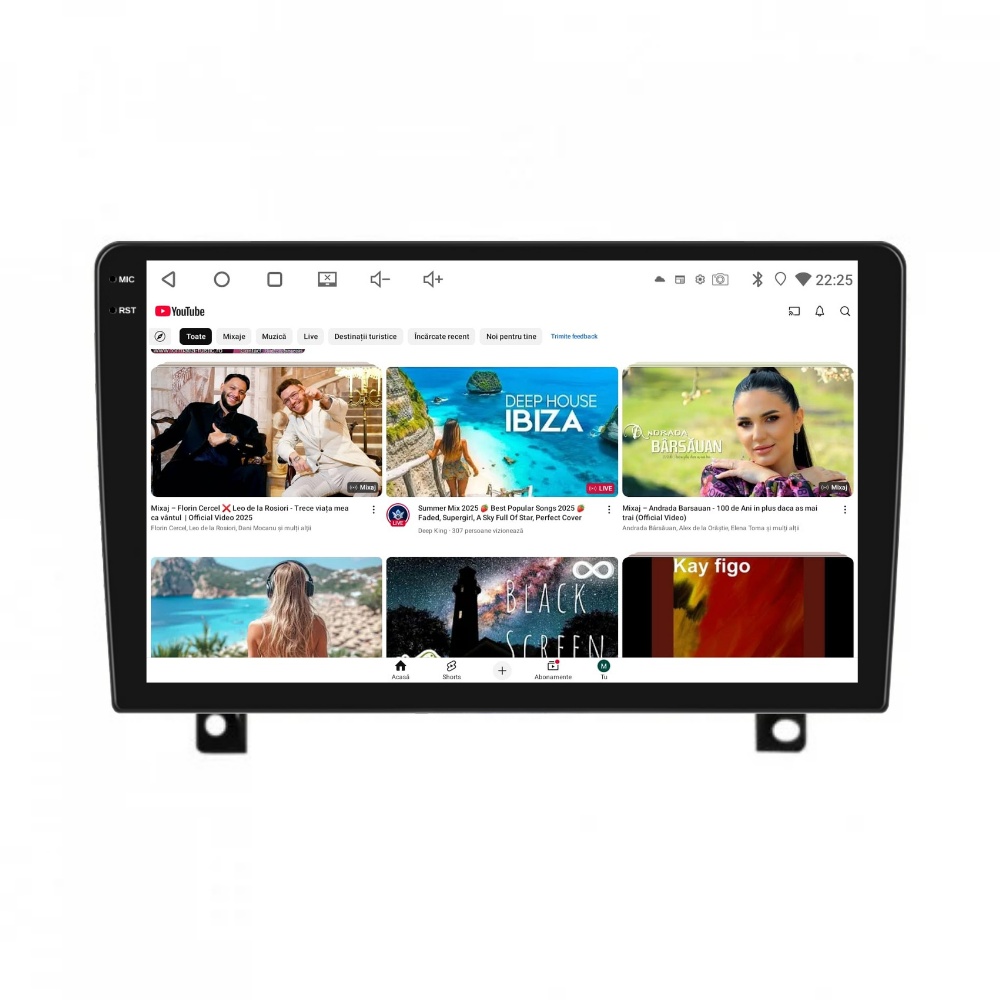 MIC
22:25
RST
YouTube
Toate
Mixaje
Muzică
Live
Destinații turistice
Încărcate recent
Noi pentru tine
Trimite feedback
DEEP HOUSE
IBIZA
ANDRADA
BÂRSĂUAN
Mixaj
LIVE
Mixaj
Mixaj – Florin Cercel ❌ Leo de la Rosiori - Trece viața mea
ca vântul | Official Video 2025
Florin Cercel, Leo de la Rosiori, Dani Mocanu și mulți alții
LIVE
Summer Mix 2025 🍓 Best Popular Songs 2025 🍓
Faded, Supergirl, A Sky Full Of Star, Perfect Cover
Deep King · 307 persoane vizionează
Mixaj – Andrada Barsauan - 100 de Ani in plus daca as mai
trai (Official Video)
Andrada Bârsăuan, Alex de la Orăștie, Elena Toma și mulți alții
BLACK
SCREEN
Kay figo
Acasă
Shorts
Abonamente
M
Tu